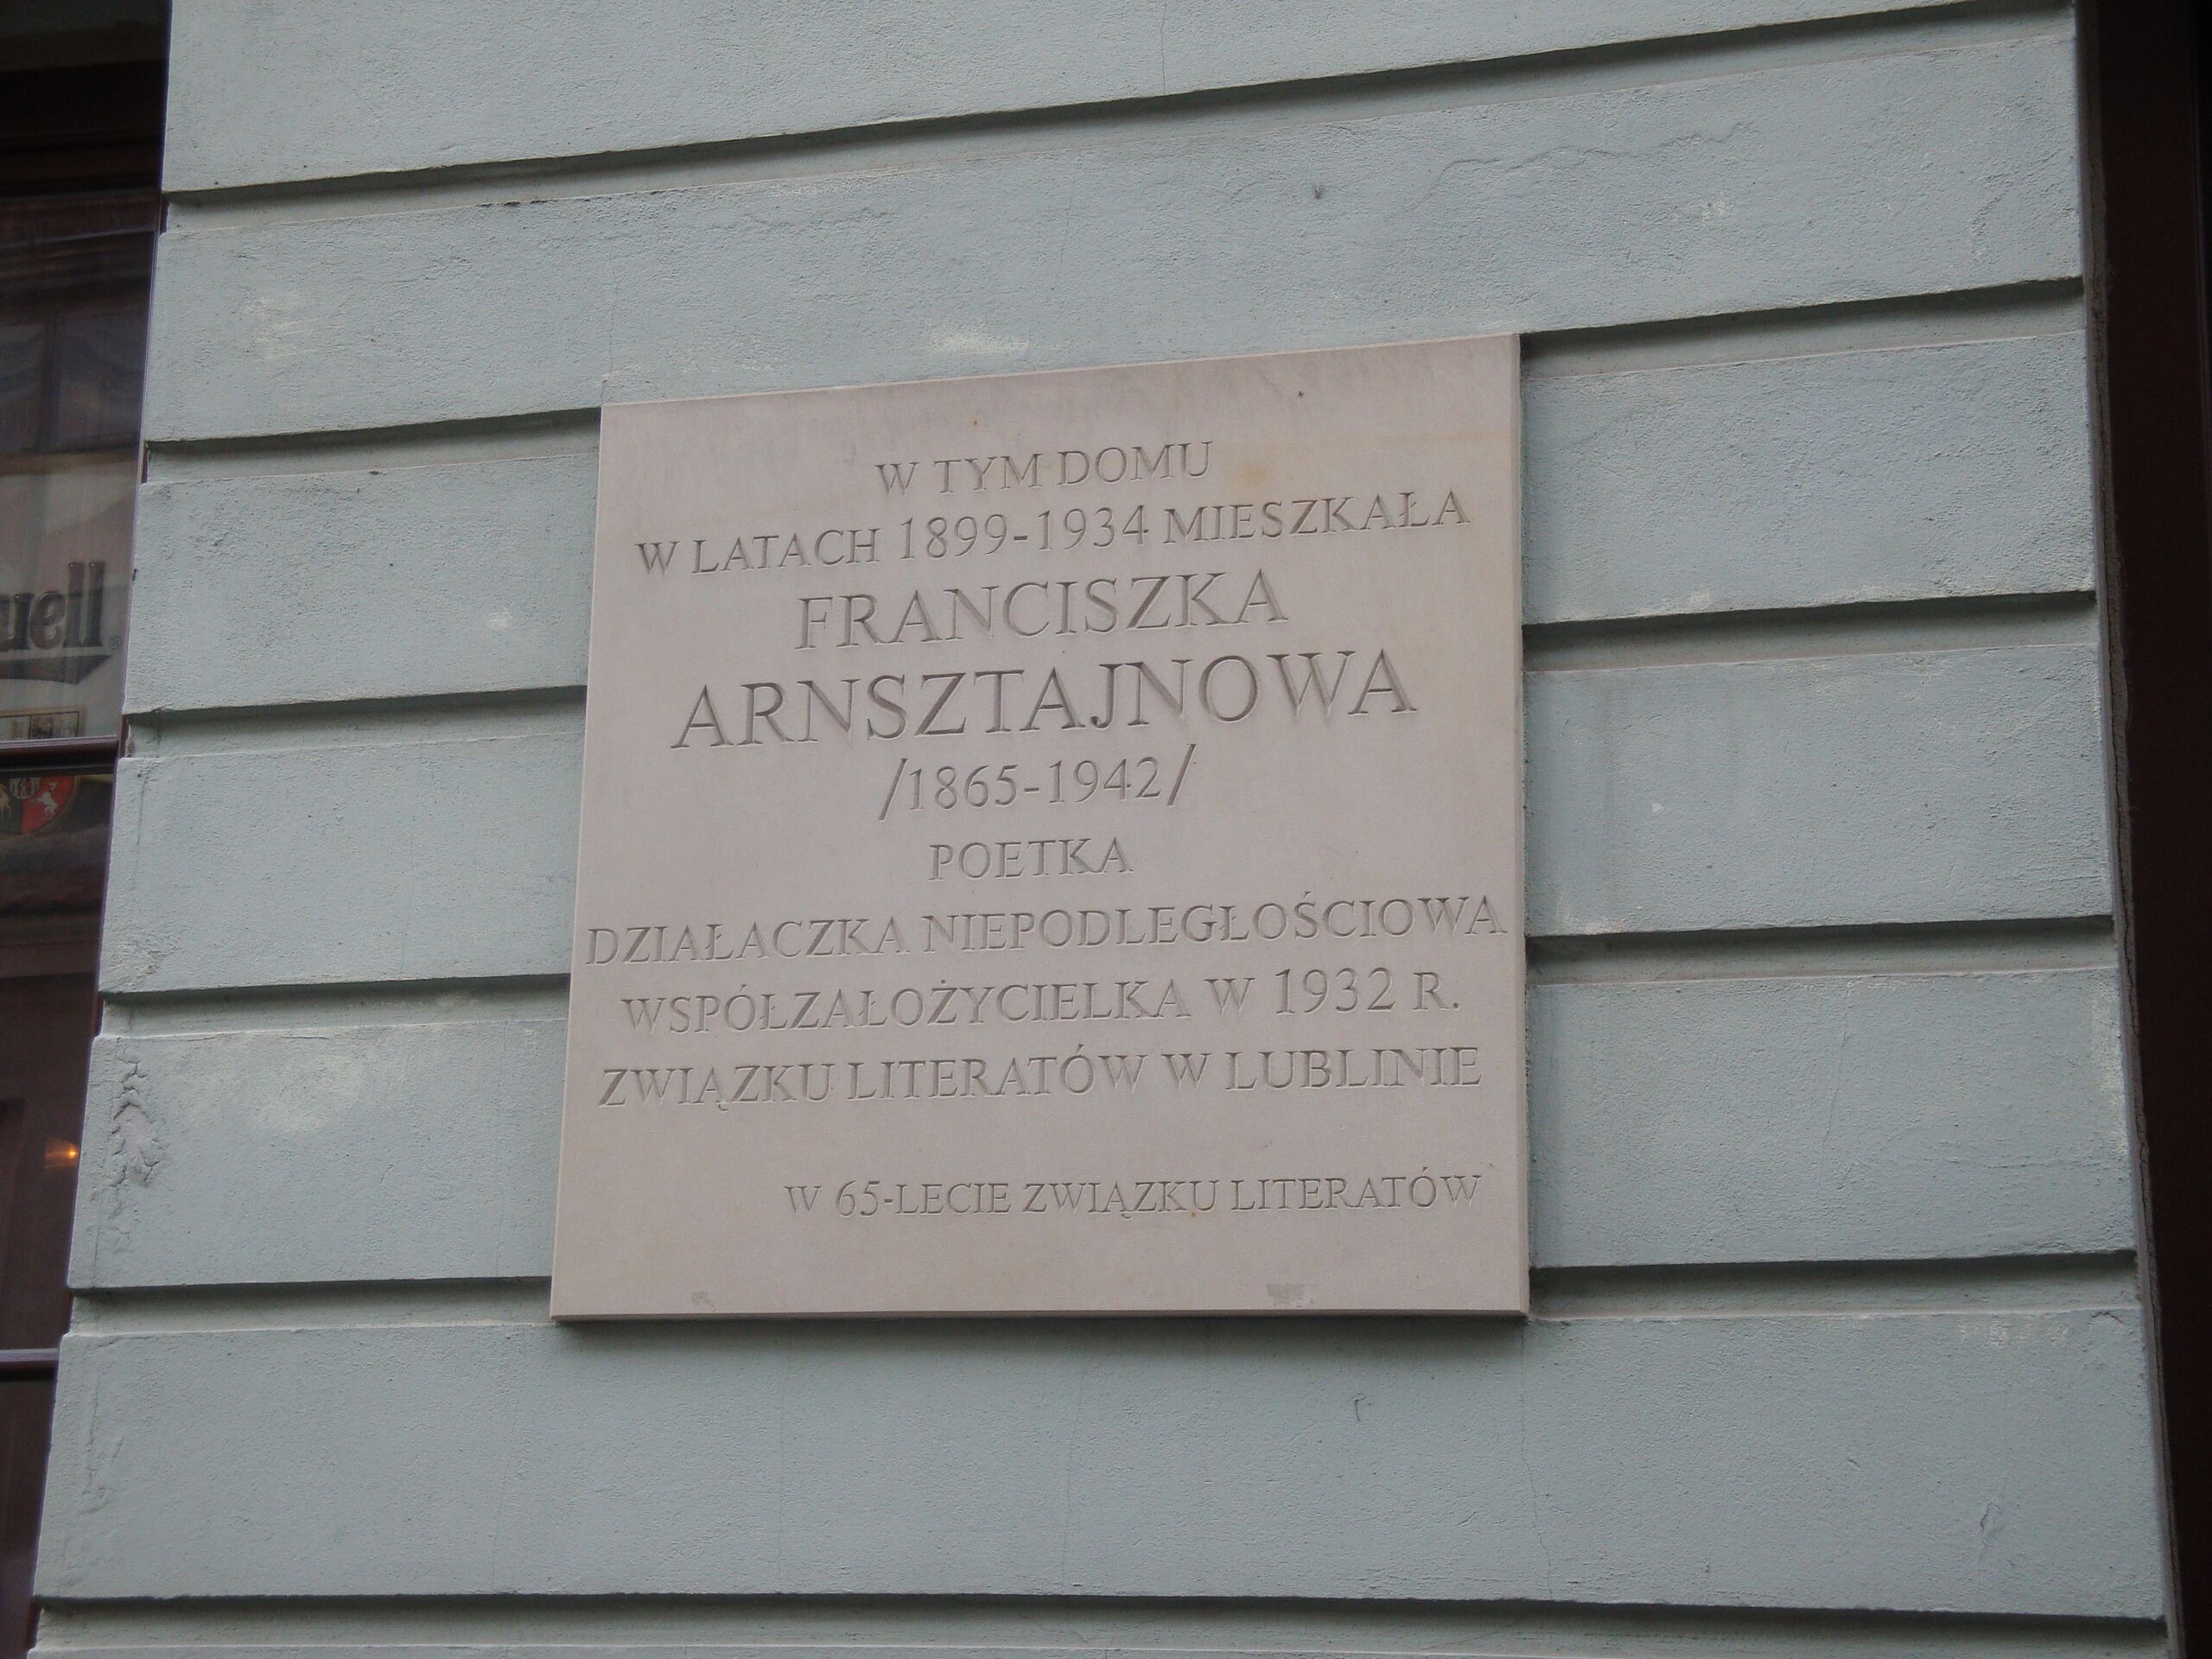 W TYM DOMU
W LATACH 1899-1934 MIESZKAŁA
FRANCISZKA
ARNSZTAJNOWA
/1865-1942/
POETKA
DZIAŁACZKA NIEPODLEGŁOŚCIOWA
WSPÓŁZAŁOŻYCIELKA W 1932 R.
ZWIĄZKU LITERATÓW W LUBLINIE
W 65-LECIE ZWIĄZKU LITERATÓW